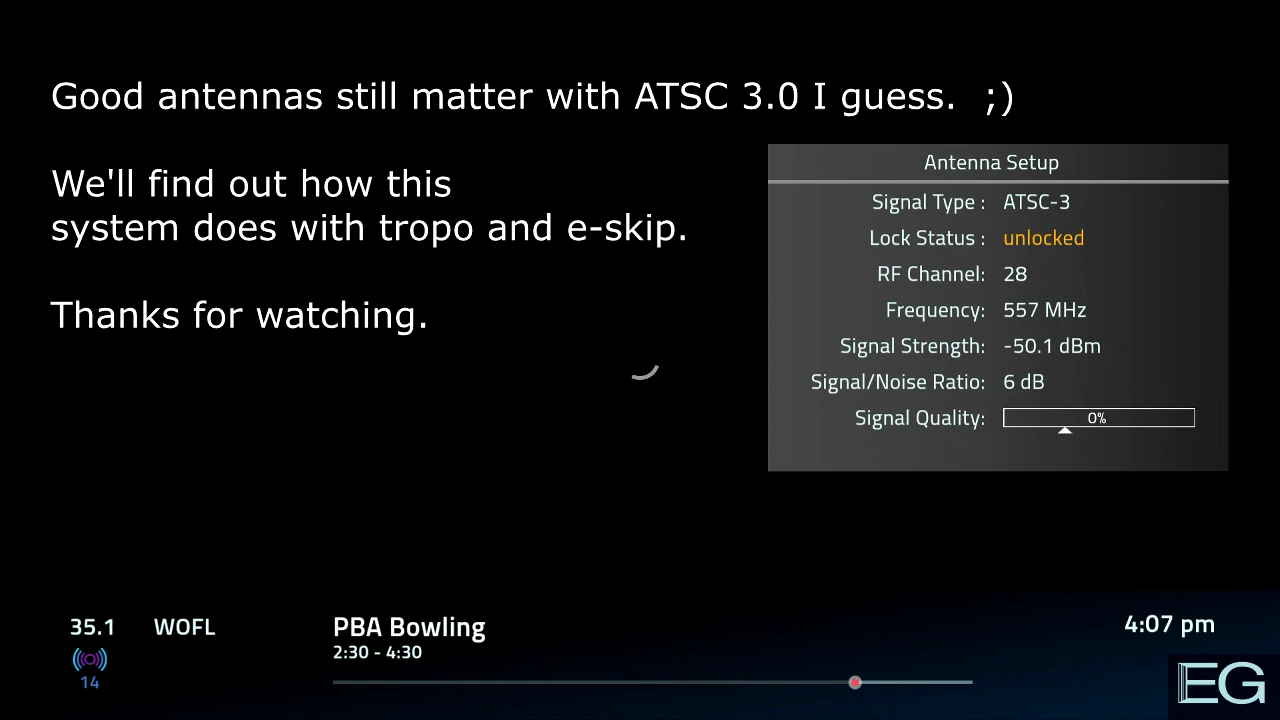 Good antennas still matter with ATSC 3.0 I guess.  ;)
We'll find out how this
system does with tropo and e-skip.
Thanks for watching.
Antenna Setup
Signal Type : ATSC-3
Lock Status : unlocked
RF Channel: 28
Frequency: 557 MHz
Signal Strength: -50.1 dBm
Signal/Noise Ratio: 6 dB
Signal Quality: 0%
35.1 WOFL
14
PBA Bowling
2:30 - 4:30
4:07 pm
EG